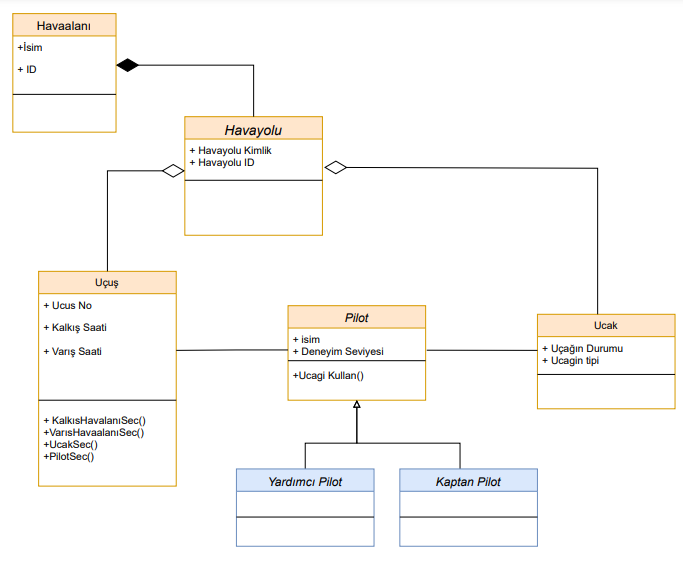 Havaalanı
+İsim
+ ID
Havayolu
+ Havayolu Kimlik
+ Havayolu ID
Uçuş
+ Ucus No
+ Kalkış Saati
+ Varış Saati
+ KalkısHavalanıSec()
+VarısHavaalanıSec()
+UcakSec()
+PilotSec()
Pilot
+ isim
+ Deneyim Seviyesi
+Ucagi Kullan()
Ucak
+ Uçağın Durumu
+ Ucagin tipi
Yardımcı Pilot
Kaptan Pilot